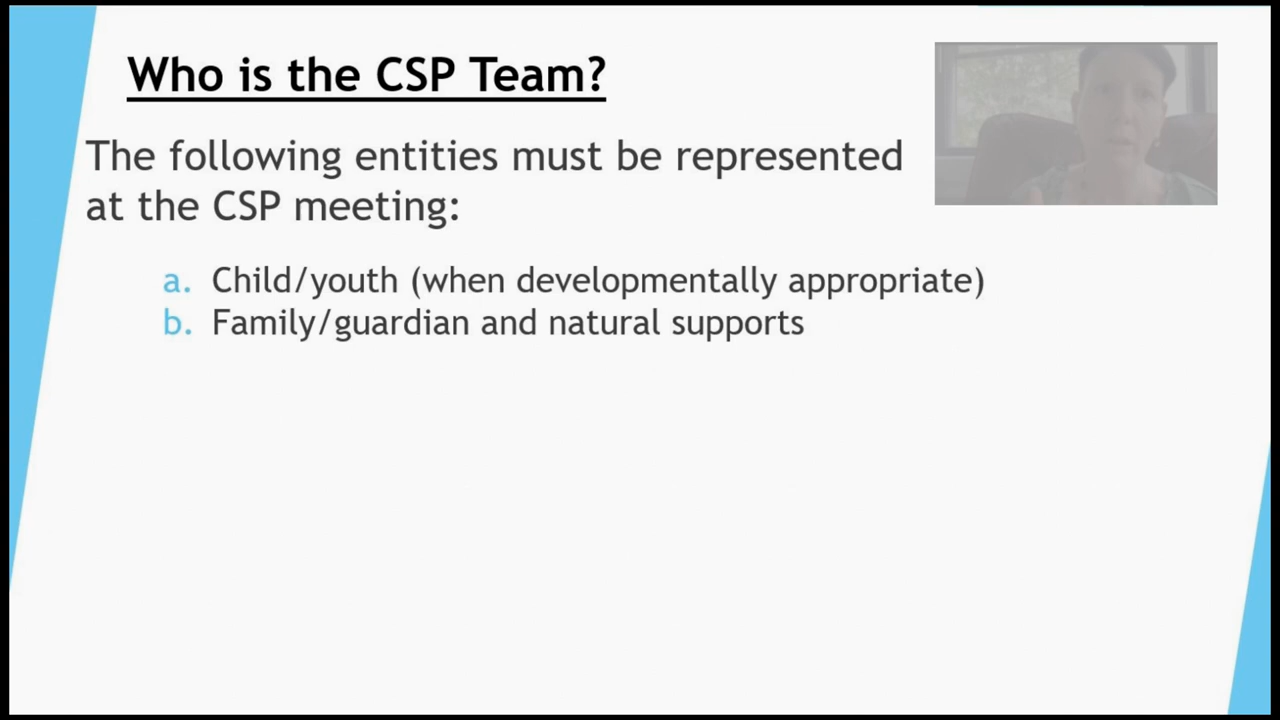 Who is the CSP Team?
The following entities must be represented
at the CSP meeting:
a. Child/youth (when developmentally appropriate)
b. Family/guardian and natural supports